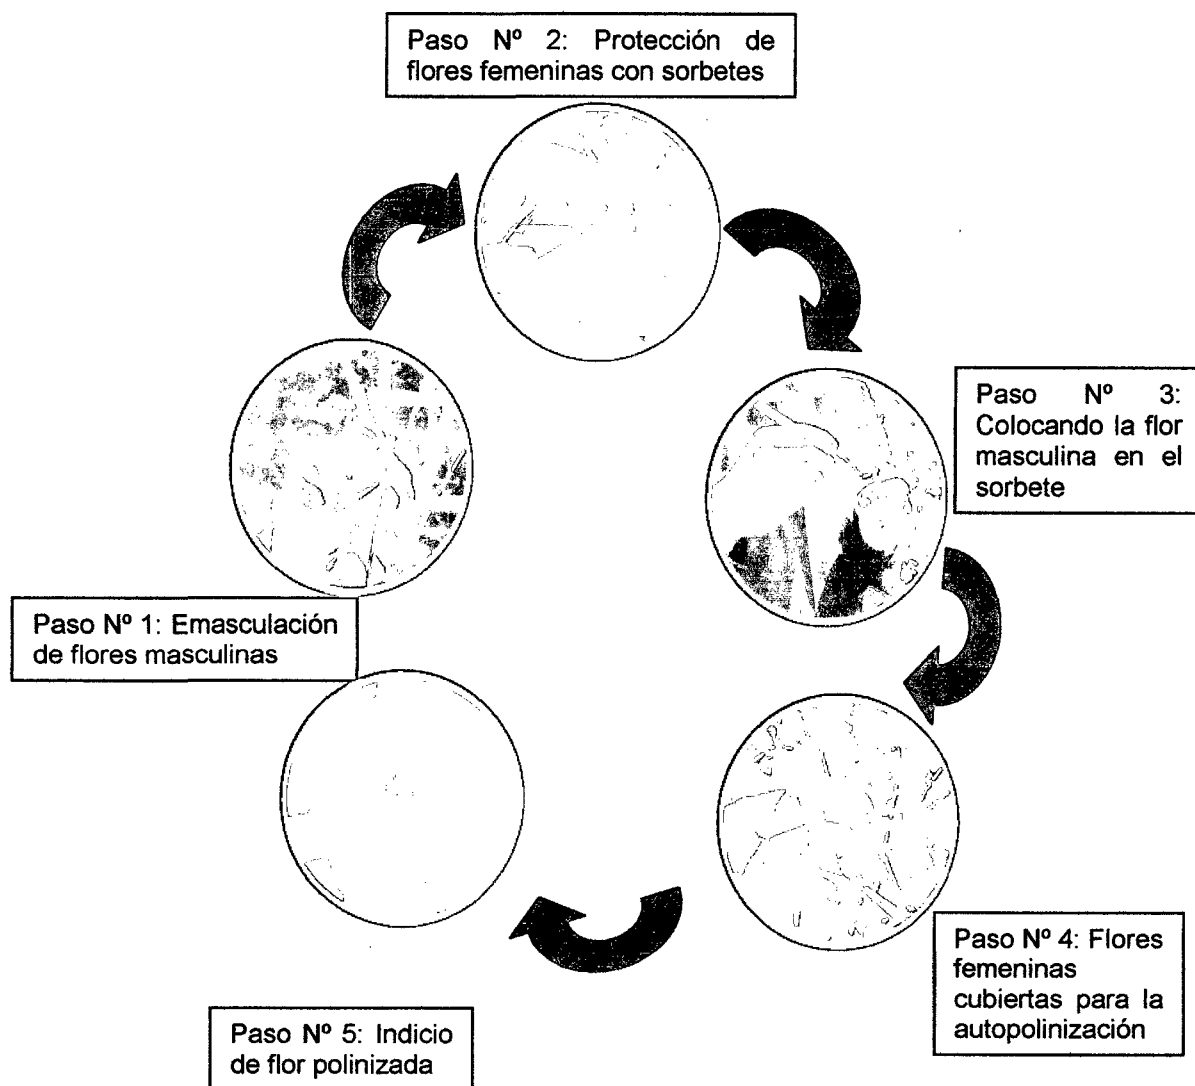 Paso Nº 2: Protección de
flores femeninas con sorbetes
Paso Nº 3:
Colocando la flor
masculina en el
sorbete
Paso Nº 1: Emasculación
de flores masculinas
Paso Nº 4: Flores
femeninas
cubiertas para la
autopolinización
Paso Nº 5: Indicio
de flor polinizada